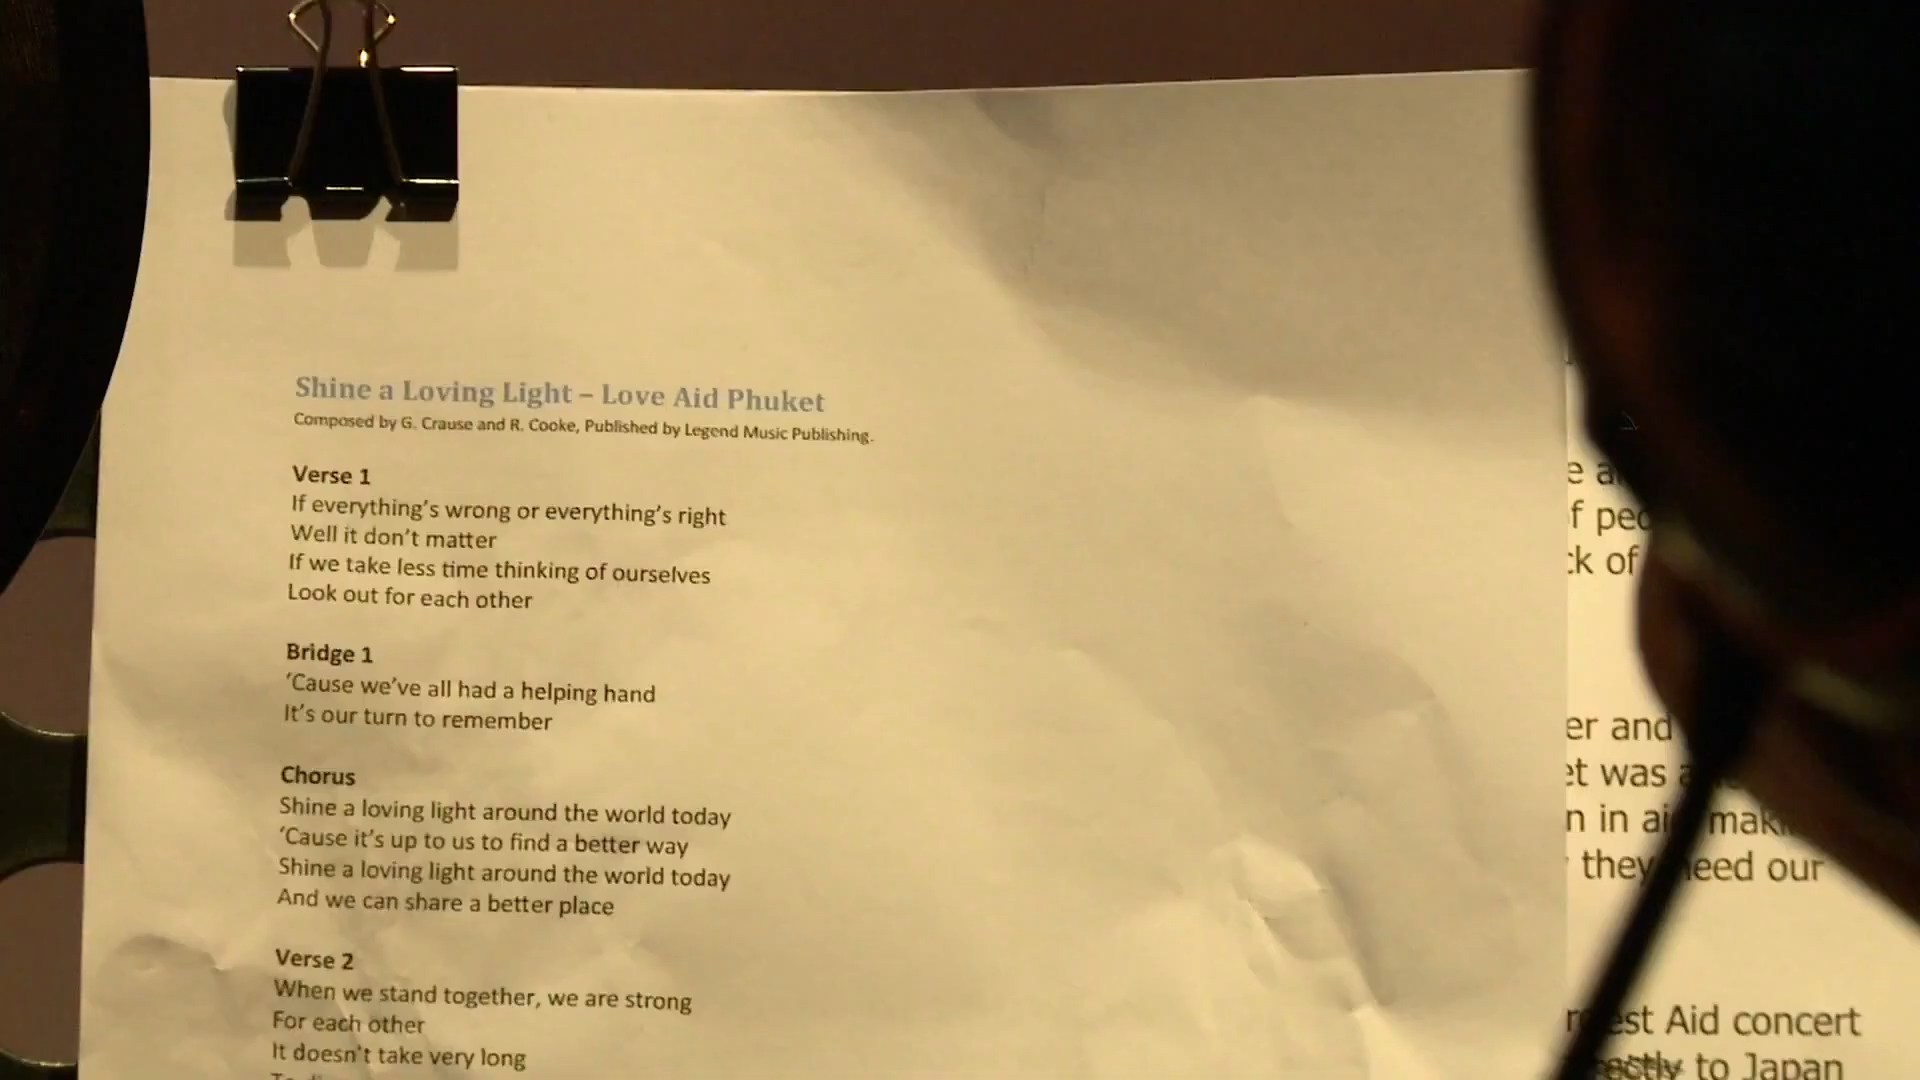 Shine a Loving Light – Love Aid Phuket
Composed by G. Crause and R. Cooke, Published by Legend Music Publishing.
Verse 1
If everything's wrong or everything's right
Well it don't matter
If we take less time thinking of ourselves
Look out for each other
Bridge 1
‘Cause we've all had a helping hand
It's our turn to remember
Chorus
Shine a loving light around the world today
‘Cause it's up to us to find a better way
Shine a loving light around the world today
And we can share a better place
Verse 2
When we stand together, we are strong
For each other
It doesn't take very long
of
and
was
in
they need our
Aid concert
to Japan